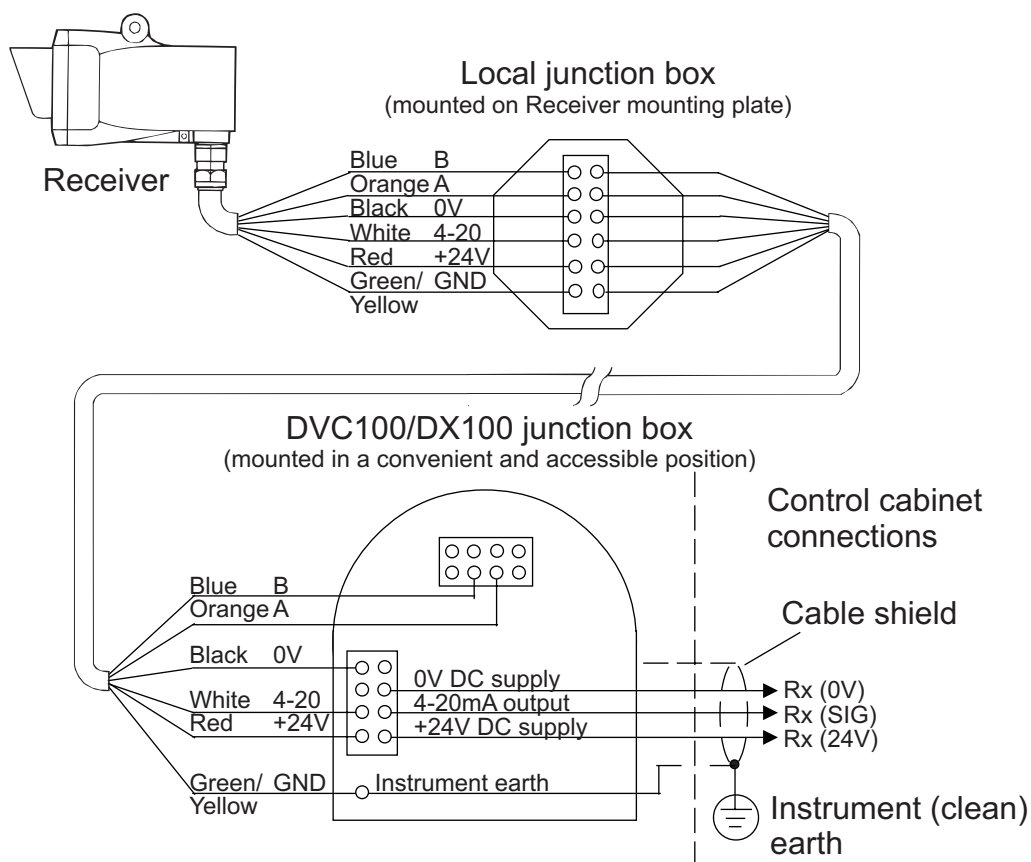 Local junction box
(mounted on Receiver mounting plate)
Receiver
Blue B
Orange A
Black 0V
White 4-20
Red +24V
Green/ GND
Yellow
DVC100/DX100 junction box
(mounted in a convenient and accessible position)
Control cabinet
connections
Blue B
Orange A
Cable shield
Black 0V
0V DC supply
Rx (0V)
White 4-20
4-20mA output
Rx (SIG)
Red +24V
+24V DC supply
Rx (24V)
Green/ GND
Yellow
Instrument earth
Instrument (clean)
earth